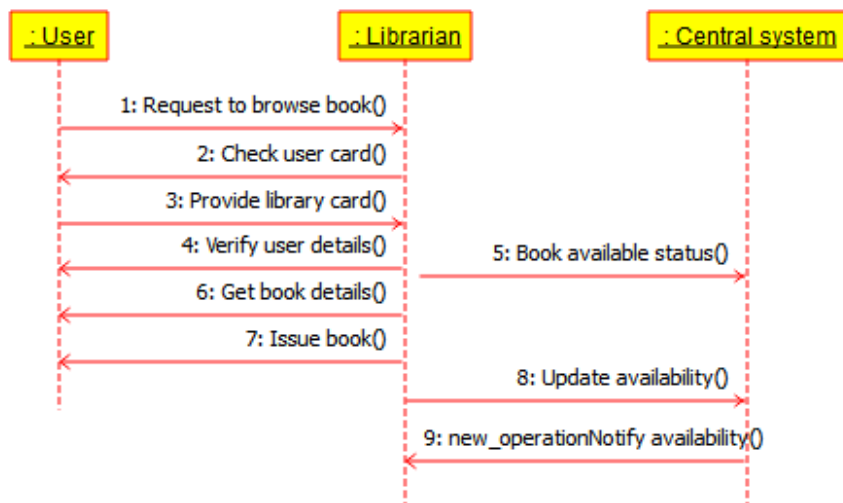 : User
: Librarian
: Central system
1: Request to browse book()
2: Check user card()
3: Provide library card()
4: Verify user details()
5: Book available status()
6: Get book details()
7: Issue book()
8: Update availability()
9: new_operationNotify availability()